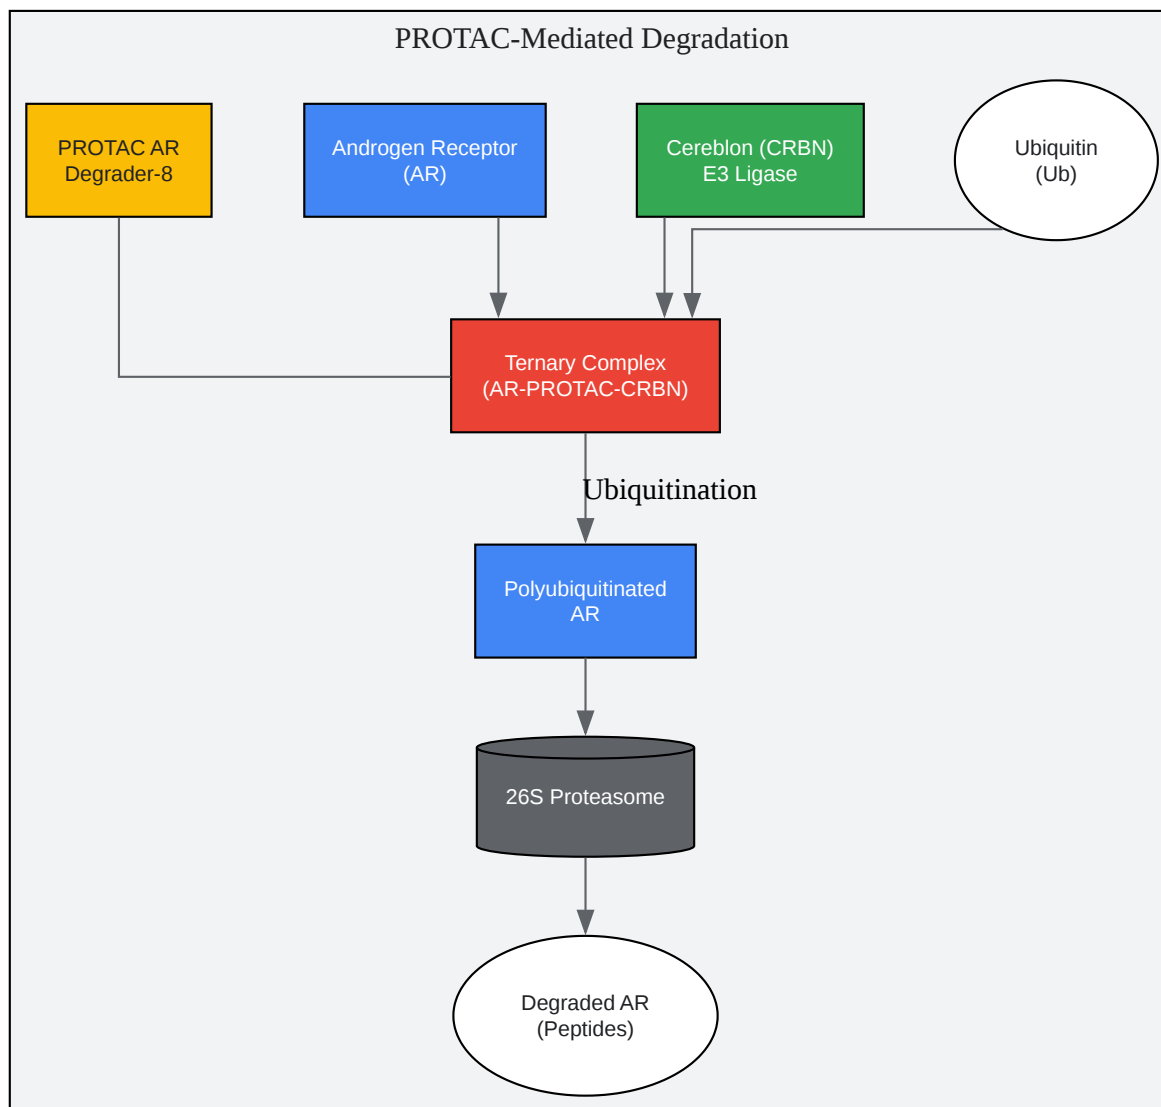 PROTAC-Mediated Degradation
PROTAC AR
Degrader-8
Androgen Receptor
(AR)
Cereblon (CRBN)
E3 Ligase
Ubiquitin
(Ub)
Ternary Complex
(AR-PROTAC-CRBN)
Ubiquitination
Polyubiquitinated
AR
26S Proteasome
Degraded AR
(Peptides)